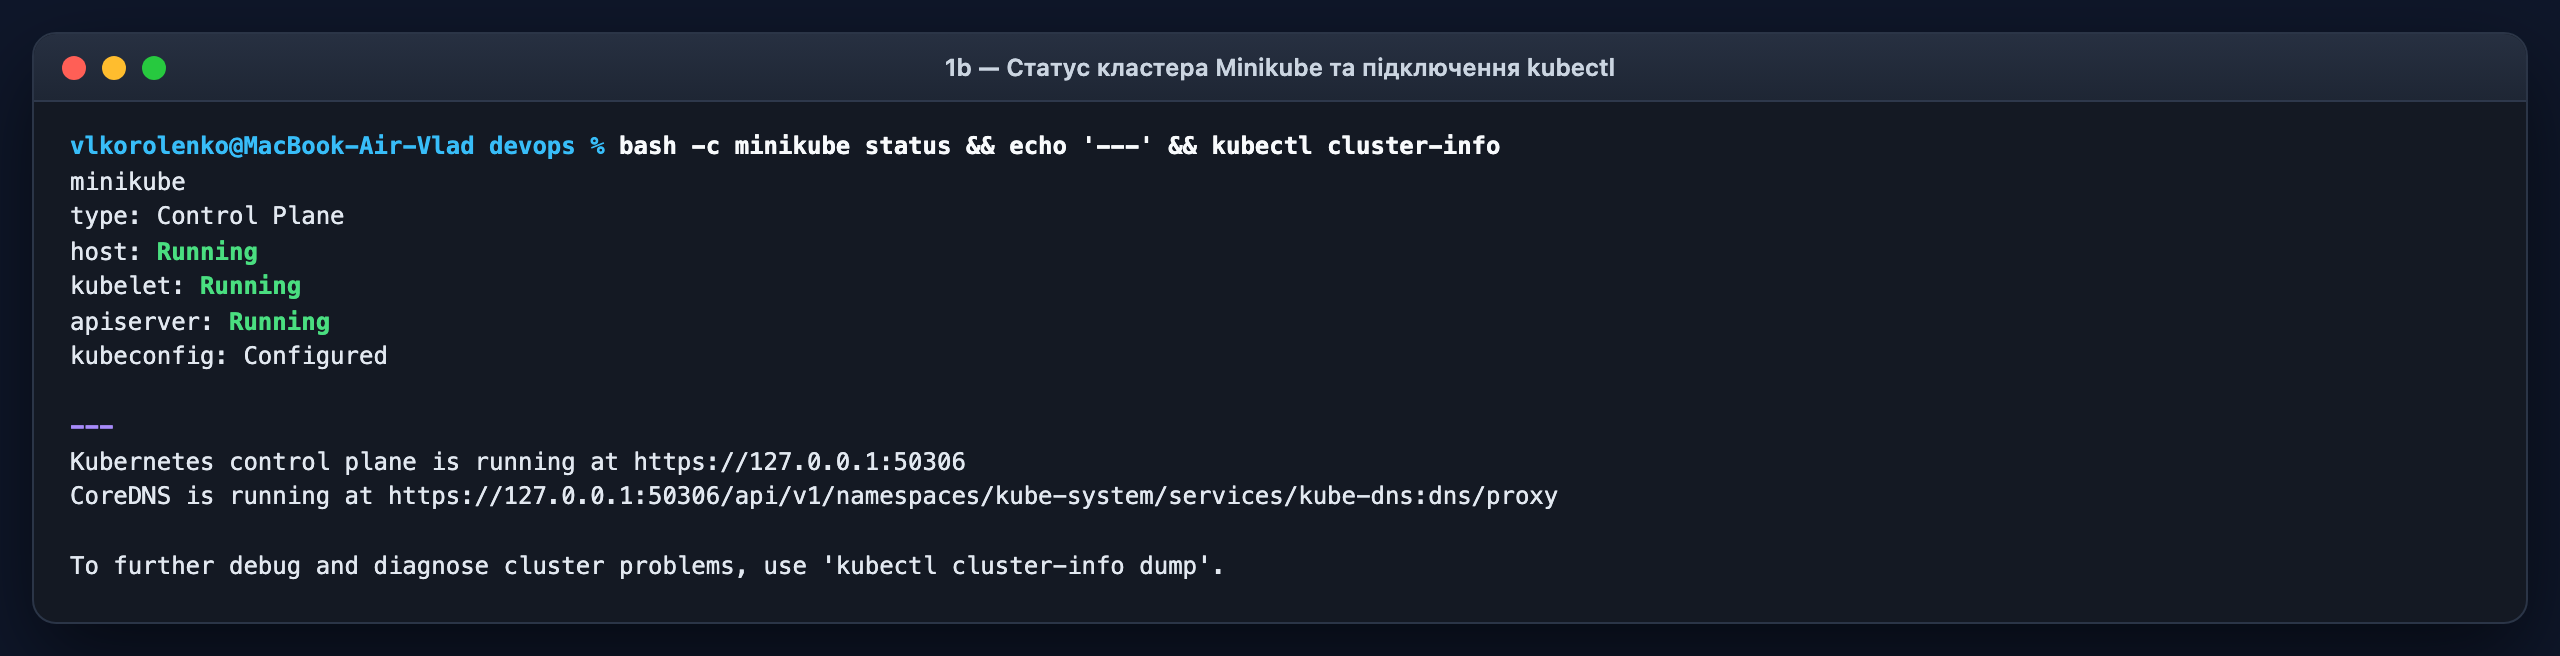 1b — Статус кластера Minikube та підключення kubectl
vlkorolenko@MacBook-Air-Vlad devops % bash -c minikube status && echo '---' && kubectl cluster-info
minikube
type: Control Plane
host: Running
kubelet: Running
apiserver: Running
kubeconfig: Configured
---
Kubernetes control plane is running at https://127.0.0.1:50306
CoreDNS is running at https://127.0.0.1:50306/api/v1/namespaces/kube-system/services/kube-dns:dns/proxy
To further debug and diagnose cluster problems, use 'kubectl cluster-info dump'.